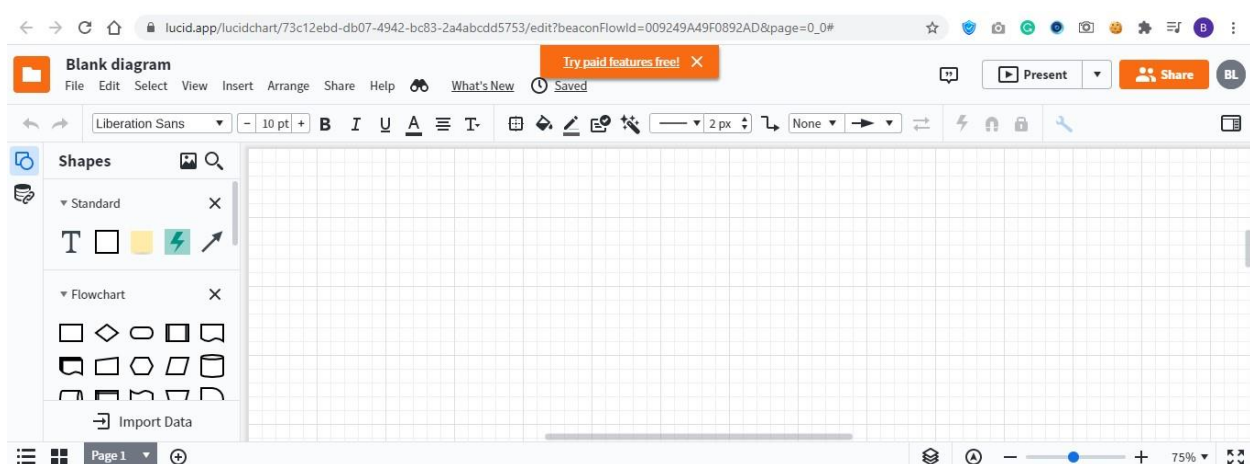 lucid.app/lucidchart/73c12ebd-db07-4942-bc83-2a4abcdd5753/edit?beaconFlowId=009249A49F0892AD&page=0_0#
B
Blank diagram
Try paid features free!
File Edit Select View Insert Arrange Share Help What's New Saved
Present
Share
BL
Liberation Sans
- 10 pt +
B I U A T
2 px
None
Shapes
Standard
T
Flowchart
Import Data
Page 1
75%